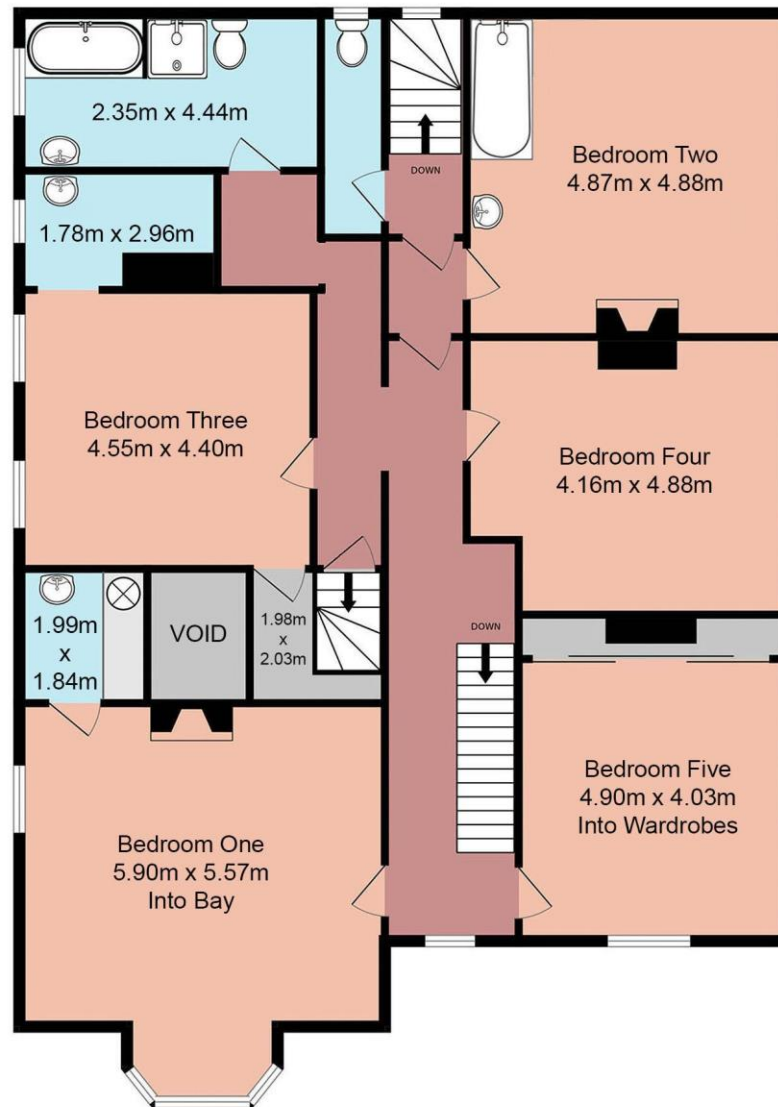 2.35m x 4.44m
DOWN
Bedroom Two
4.87m x 4.88m
1.78m x 2.96m
Bedroom Three
4.55m x 4.40m
Bedroom Four
4.16m x 4.88m
1.99m
x
1.84m
VOID
1.98m
x
2.03m
DOWN
Bedroom One
5.90m x 5.57m
Into Bay
Bedroom Five
4.90m x 4.03m
Into Wardrobes